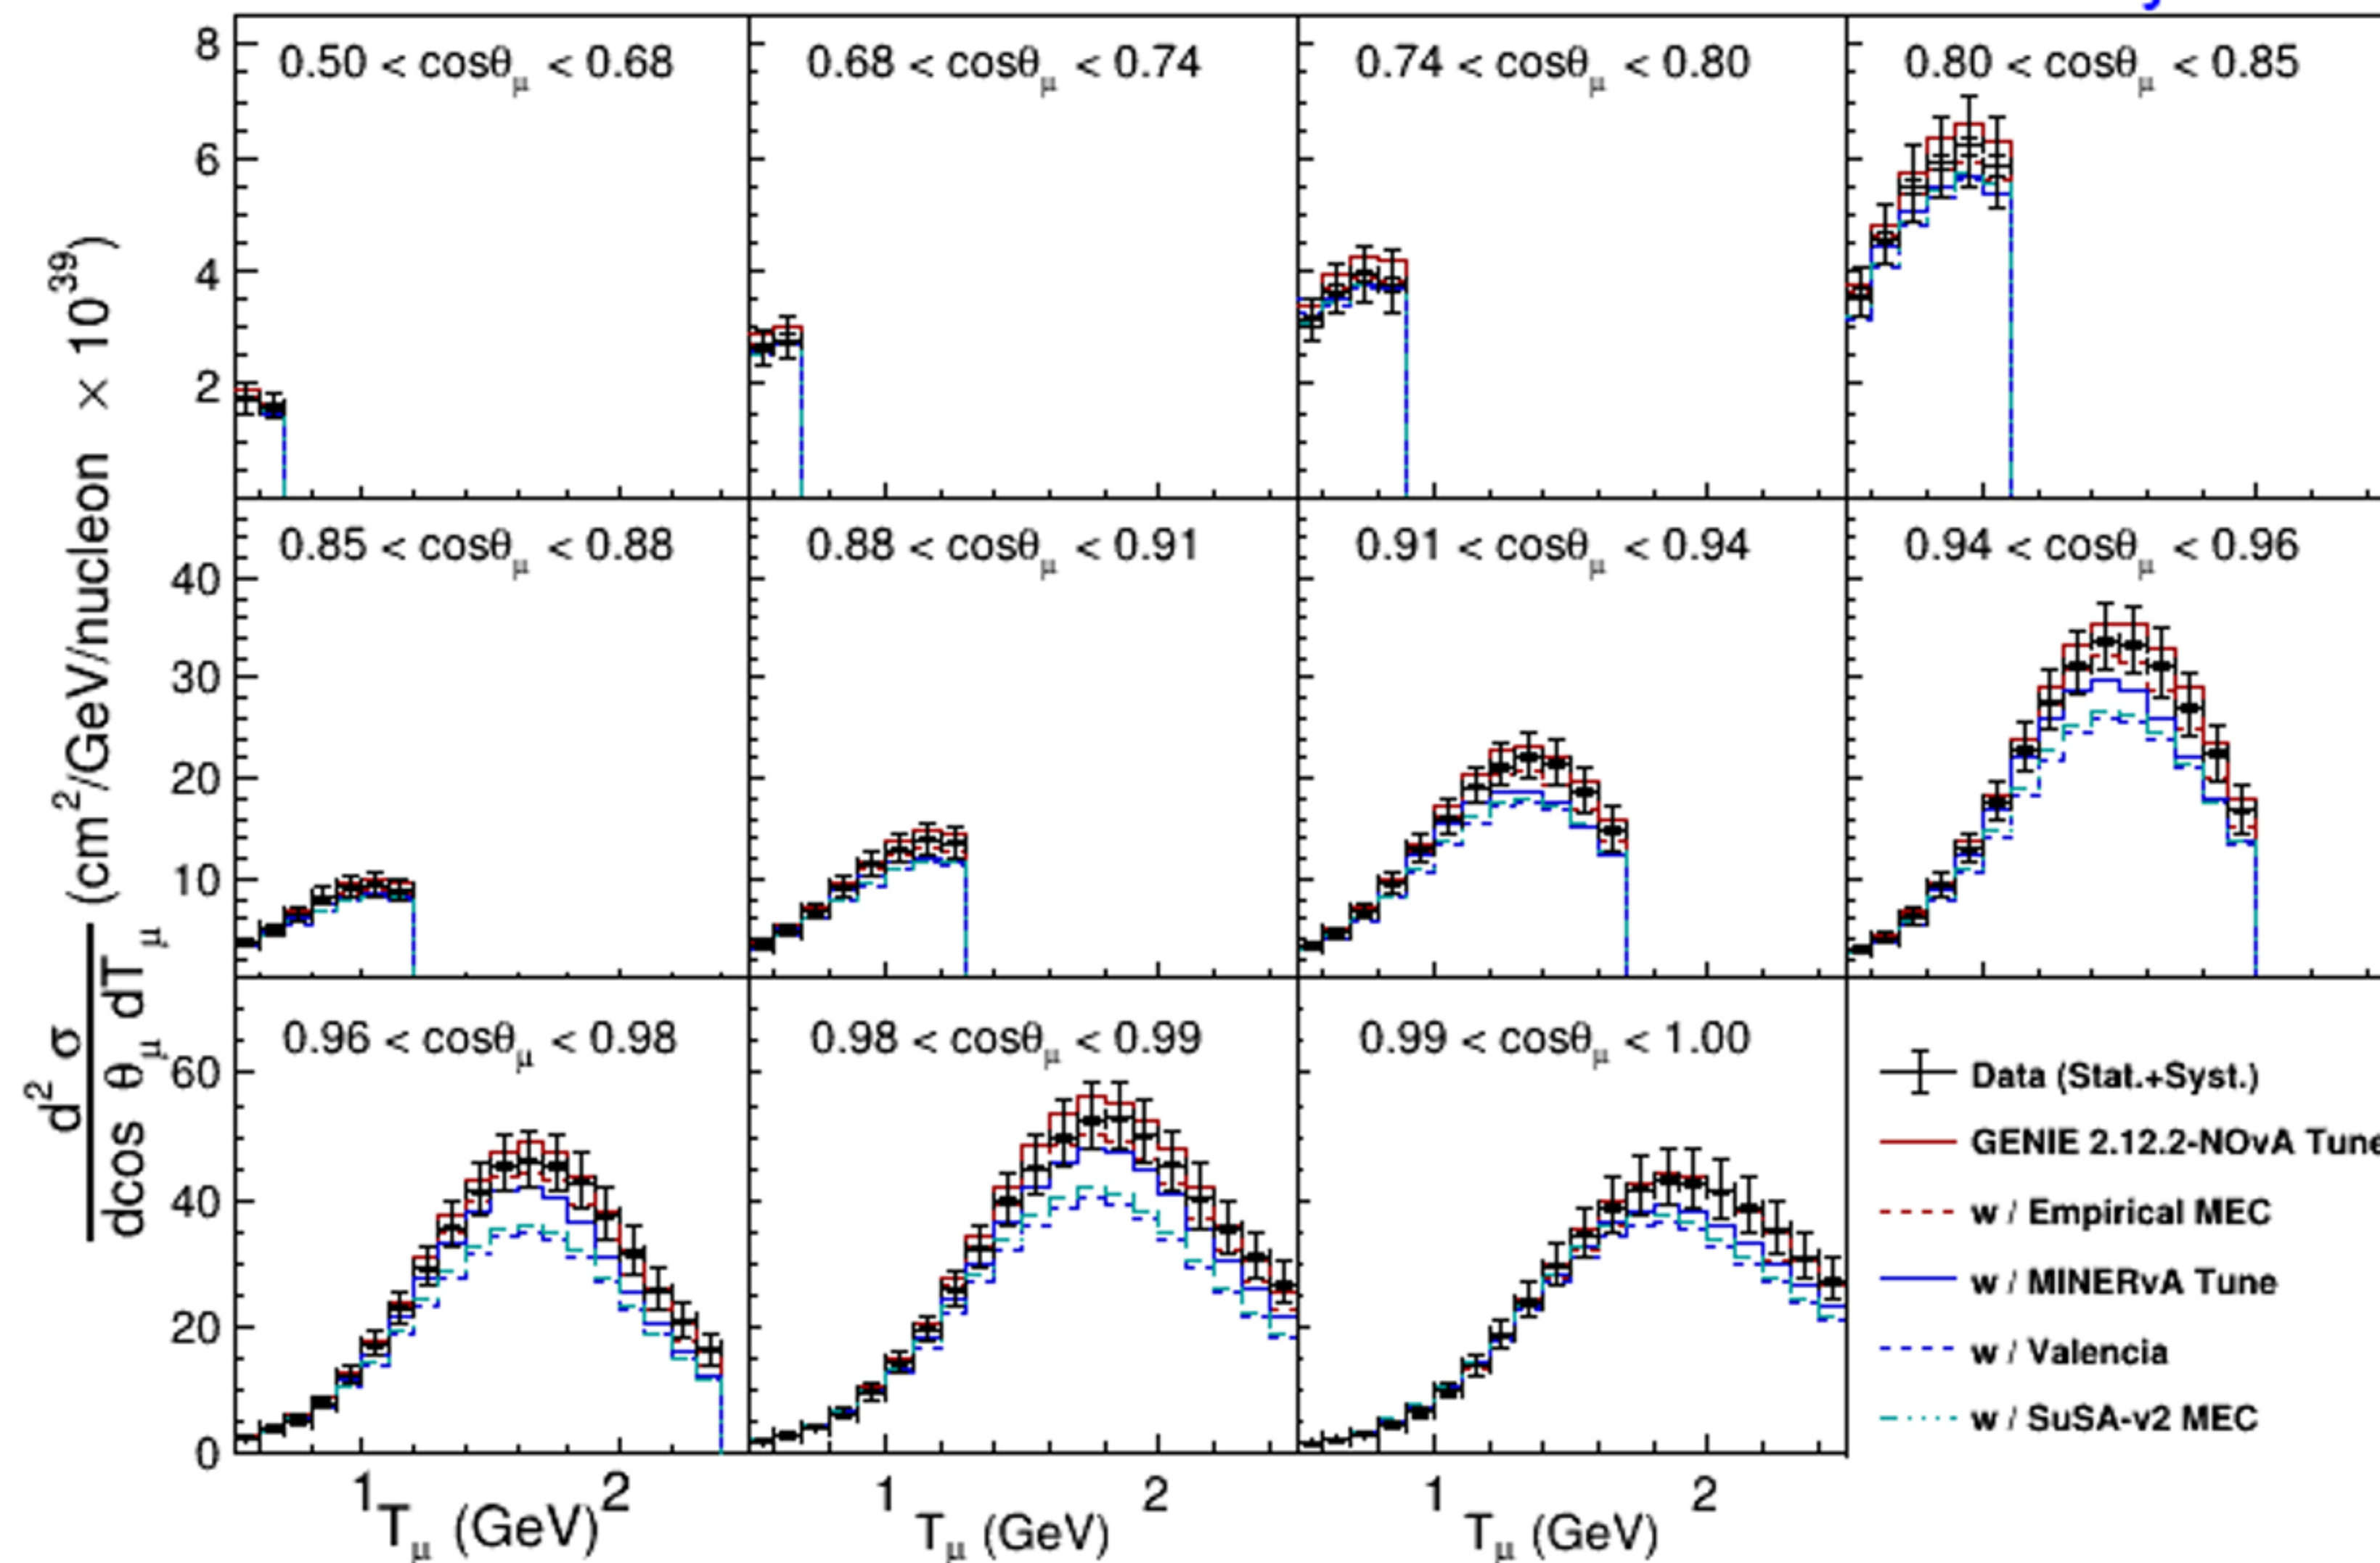 0.50 < cosθμ < 0.68
0.68 < cosθμ < 0.74
0.74 < cosθμ < 0.80
0.80 < cosθμ < 0.85
8
6
4
2
0.85 < cosθμ < 0.88
0.88 < cosθμ < 0.91
0.91 < cosθμ < 0.94
0.94 < cosθμ < 0.96
40
30
20
10
0.96 < cosθμ < 0.98
0.98 < cosθμ < 0.99
0.99 < cosθμ < 1.00
60
40
20
0
d² σ
dcos θμ dTμ
(cm²/GeV/nucleon × 10³⁹)
Data (Stat.+Syst.)
GENIE 2.12.2-NOvA Tune
w / Empirical MEC
w / MINERvA Tune
w / Valencia
w / SuSA-v2 MEC
1 2
1 2
1 2
Tμ (GeV)
Tμ (GeV)
Tμ (GeV)